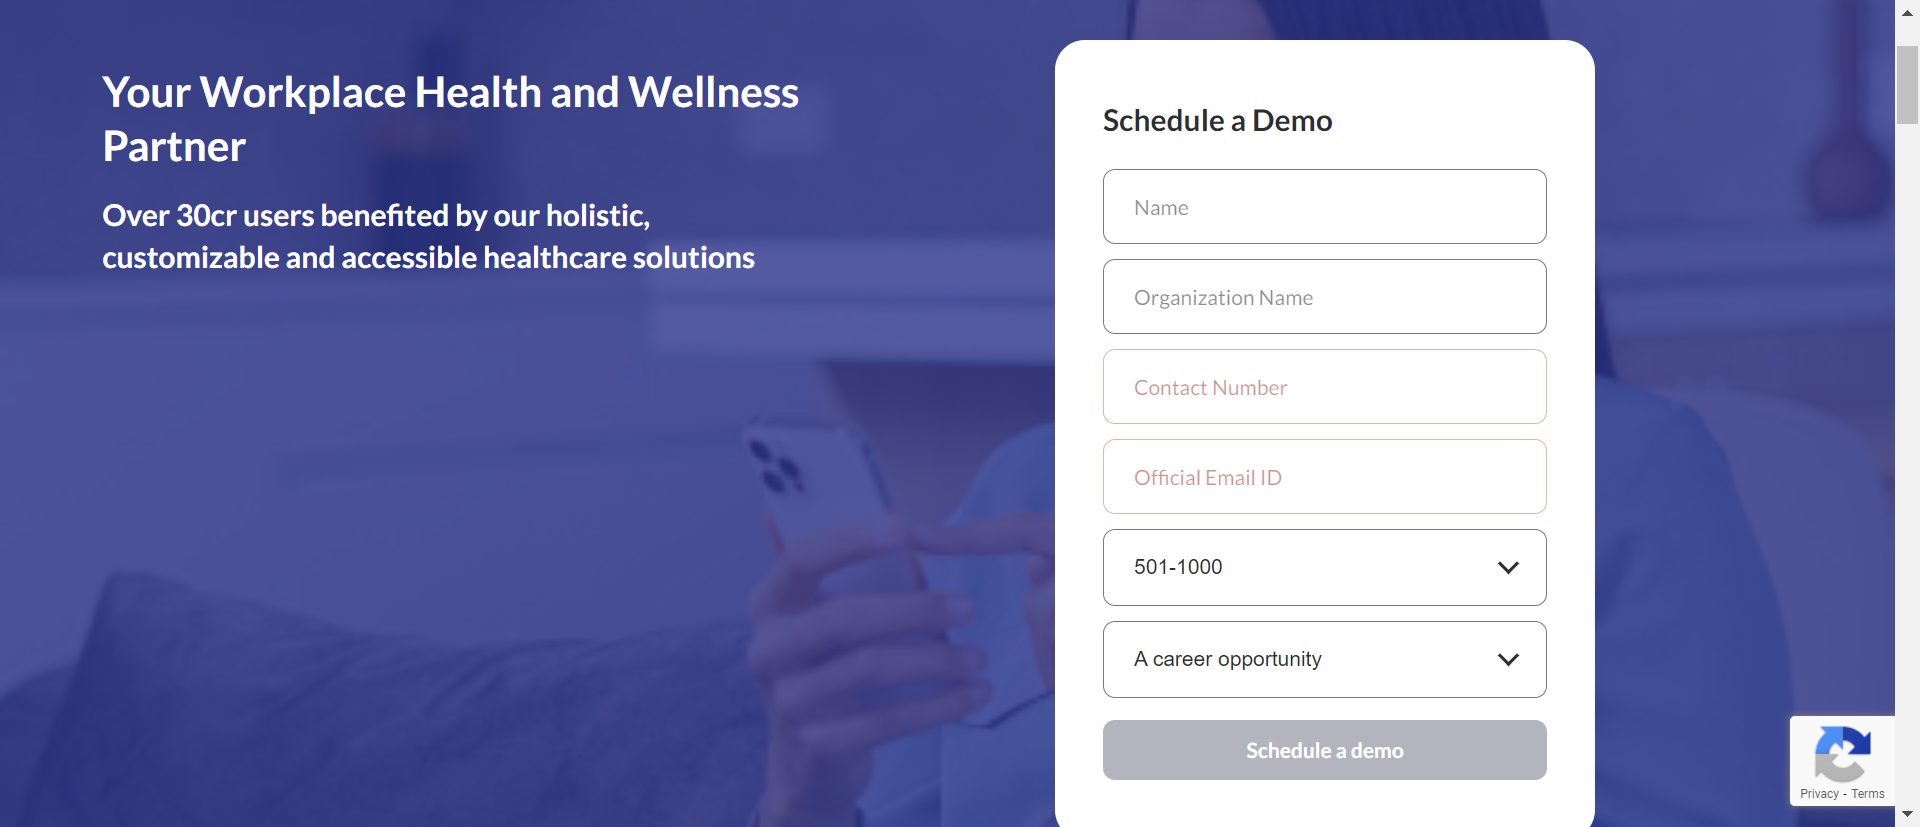 Your Workplace Health and Wellness
Partner
Over 30cr users benefited by our holistic,
customizable and accessible healthcare solutions
Schedule a Demo
Name
Organization Name
Contact Number
Official Email ID
501-1000
A career opportunity
Schedule a demo
Privacy - Terms